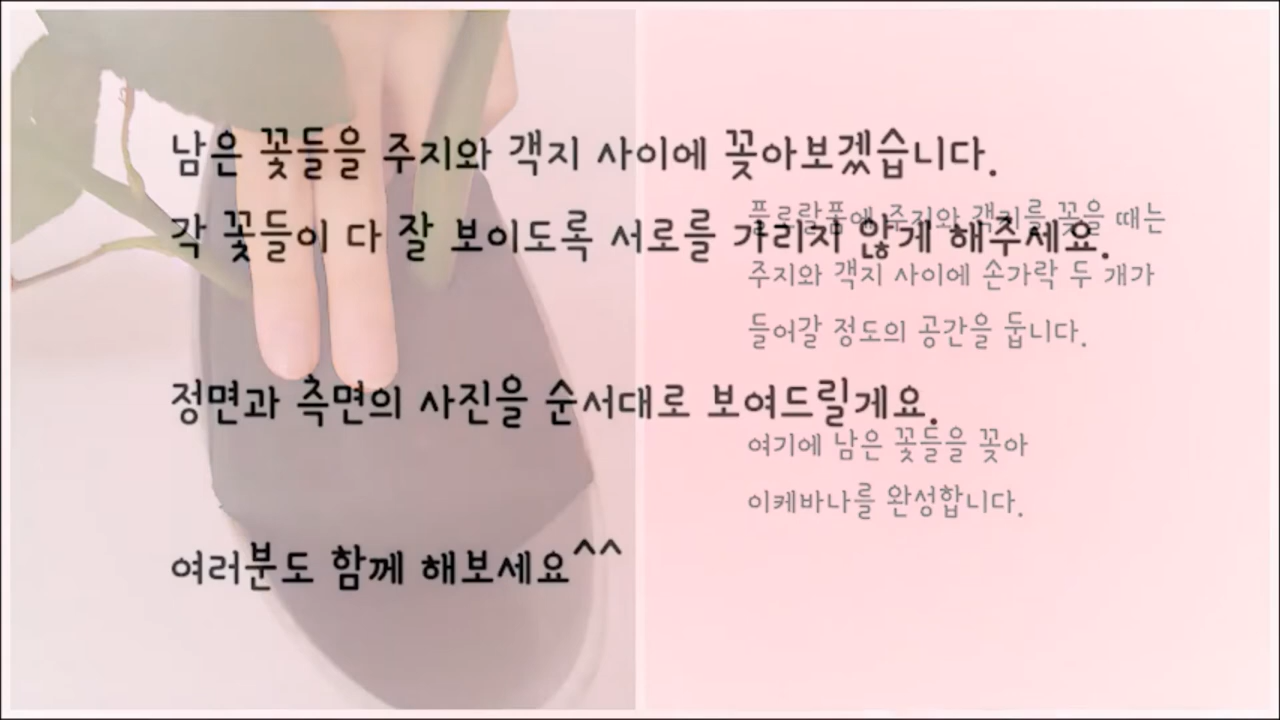 남은 꽃들을 주지와 객지 사이에 꽂아보겠습니다.
각 꽃들이 다 잘 보이도록 서로를 가리지 않게 해주세요.
정면과 측면의 사진을 순서대로 보여드릴게요.
여러분도 함께 해보세요^^
플로랄폼에 주지와 객지를 꽂을 때는
주지와 객지 사이에 손가락 두 개가
들어갈 정도의 공간을 둡니다.
여기에 남은 꽃들을 꽂아
이케바나를 완성합니다.